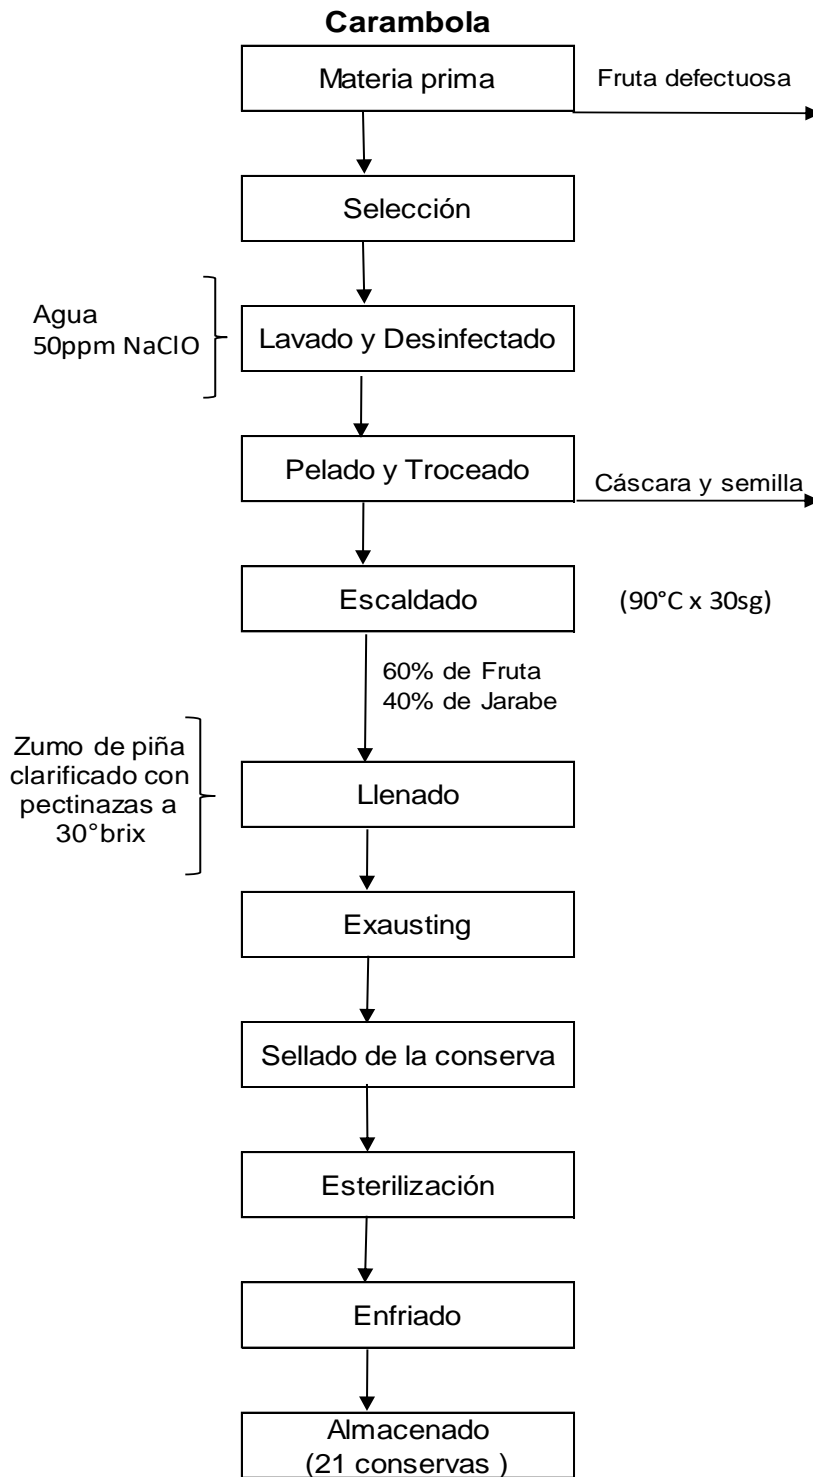 Carambola
Materia prima
Fruta defectuosa
Selección
Agua
50ppm NaClO
Lavado y Desinfectado
Pelado y Troceado
Cáscara y semilla
Escaldado
(90°C x 30sg)
60% de Fruta
40% de Jarabe
Zumo de piña
clarificado con
pectinazas a
30°brix
Llenado
Exausting
Sellado de la conserva
Esterilización
Enfriado
Almacenado
(21 conservas )